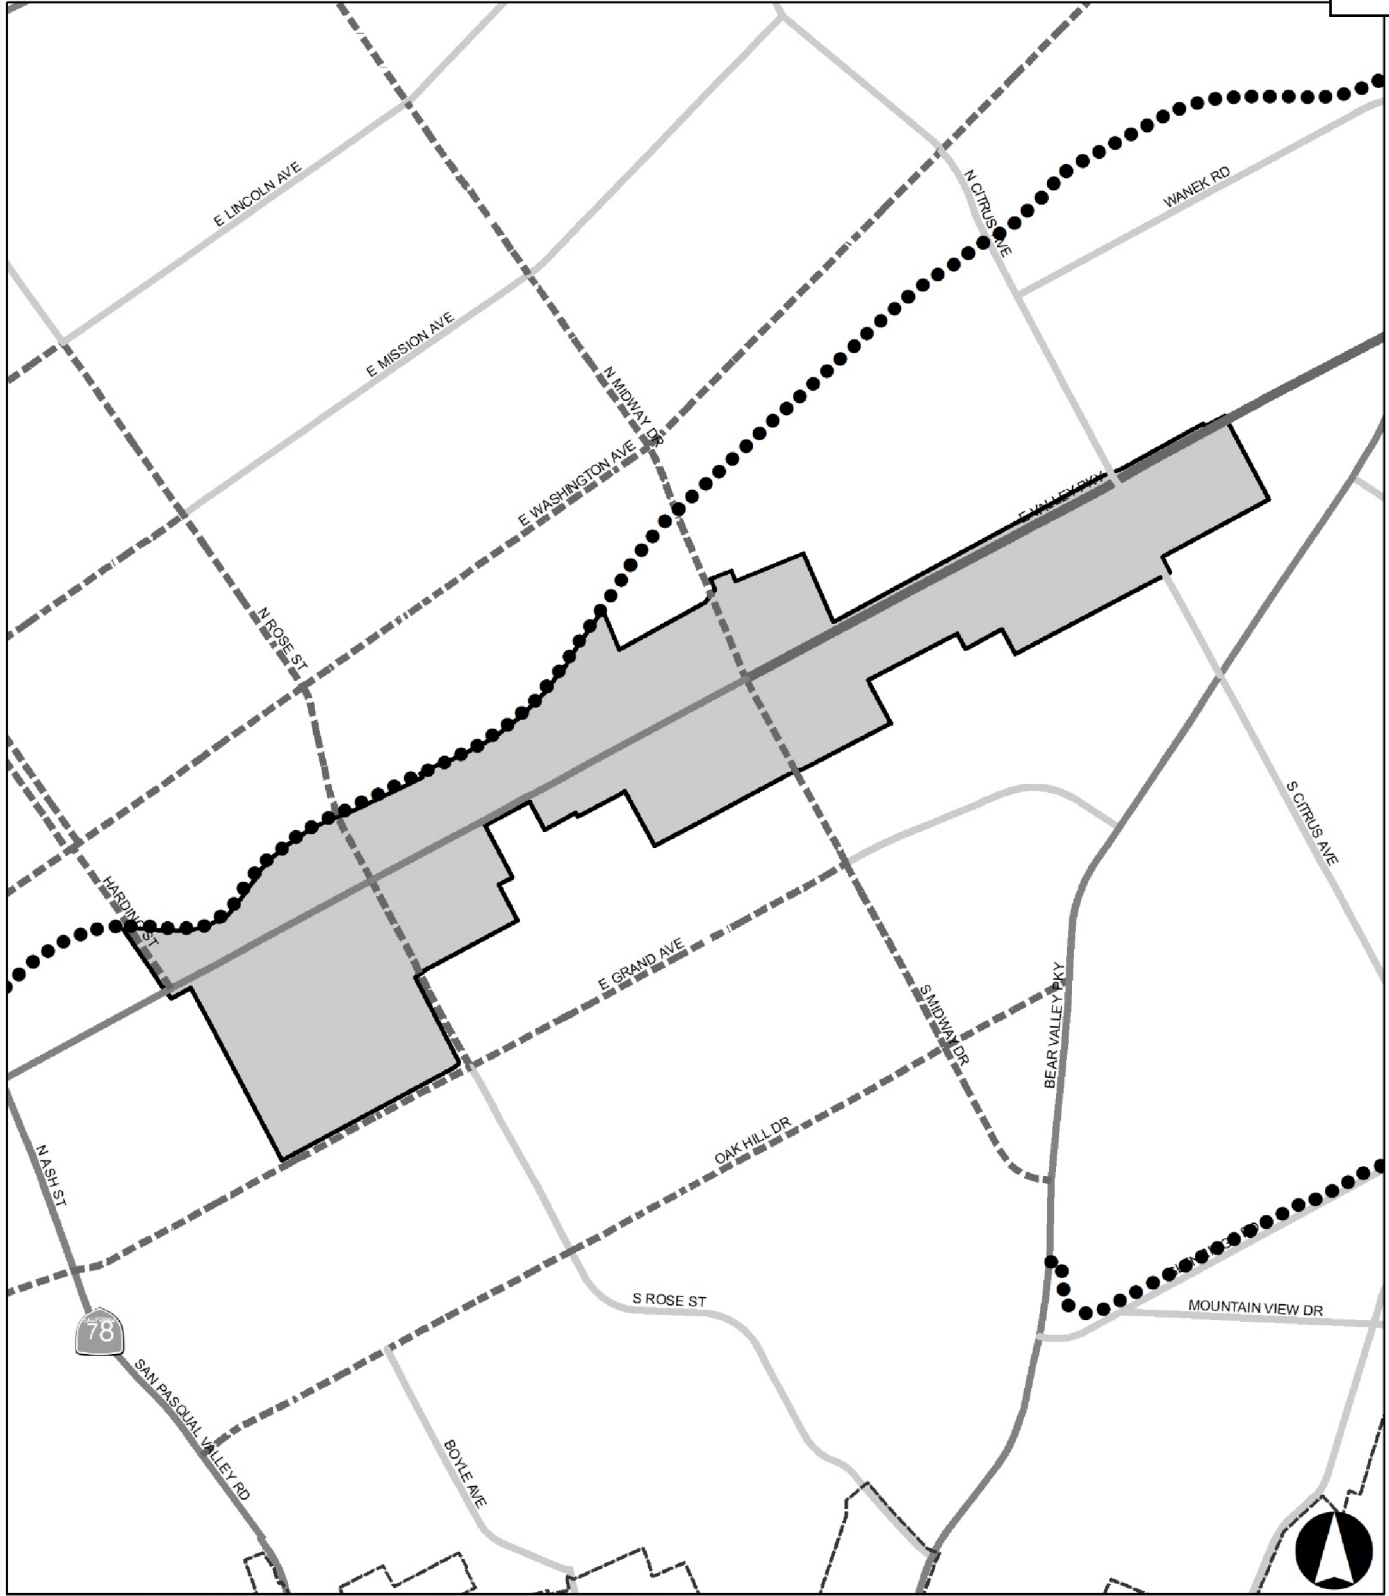 E LINCOLN AVE
N CITRUS AVE
WANEK RD
E MISSION AVE
N MIDWAY DR
E WASHINGTON AVE
E VALLEY PKY
N ROSE ST
S CITRUS AVE
HARDING ST
E GRAND AVE
S MIDWAY DR
BEAR VALLEY PKY
OAK HILL DR
N ASH ST
S ROSE ST
MOUNTAIN VIEW DR
CALIFORNIA
78
SAN PASQUAL VALLEY RD
BOYLE AVE